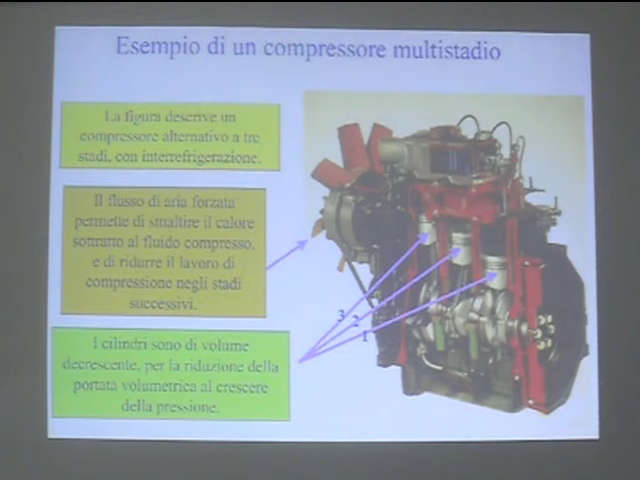 Esempio di un compressore multistadio
La figura descrive un
compressore alternativo a tre
stadi, con interrefrigerazione.
Il flusso di aria forzata
permette di smaltire il calore
sottratto al fluido compresso,
e di ridurre il lavoro di
compressione negli stadi
successivi.
I cilindri sono di volume
decrescente, per la riduzione della
portata volumetrica al crescere
della pressione.
3
2
1